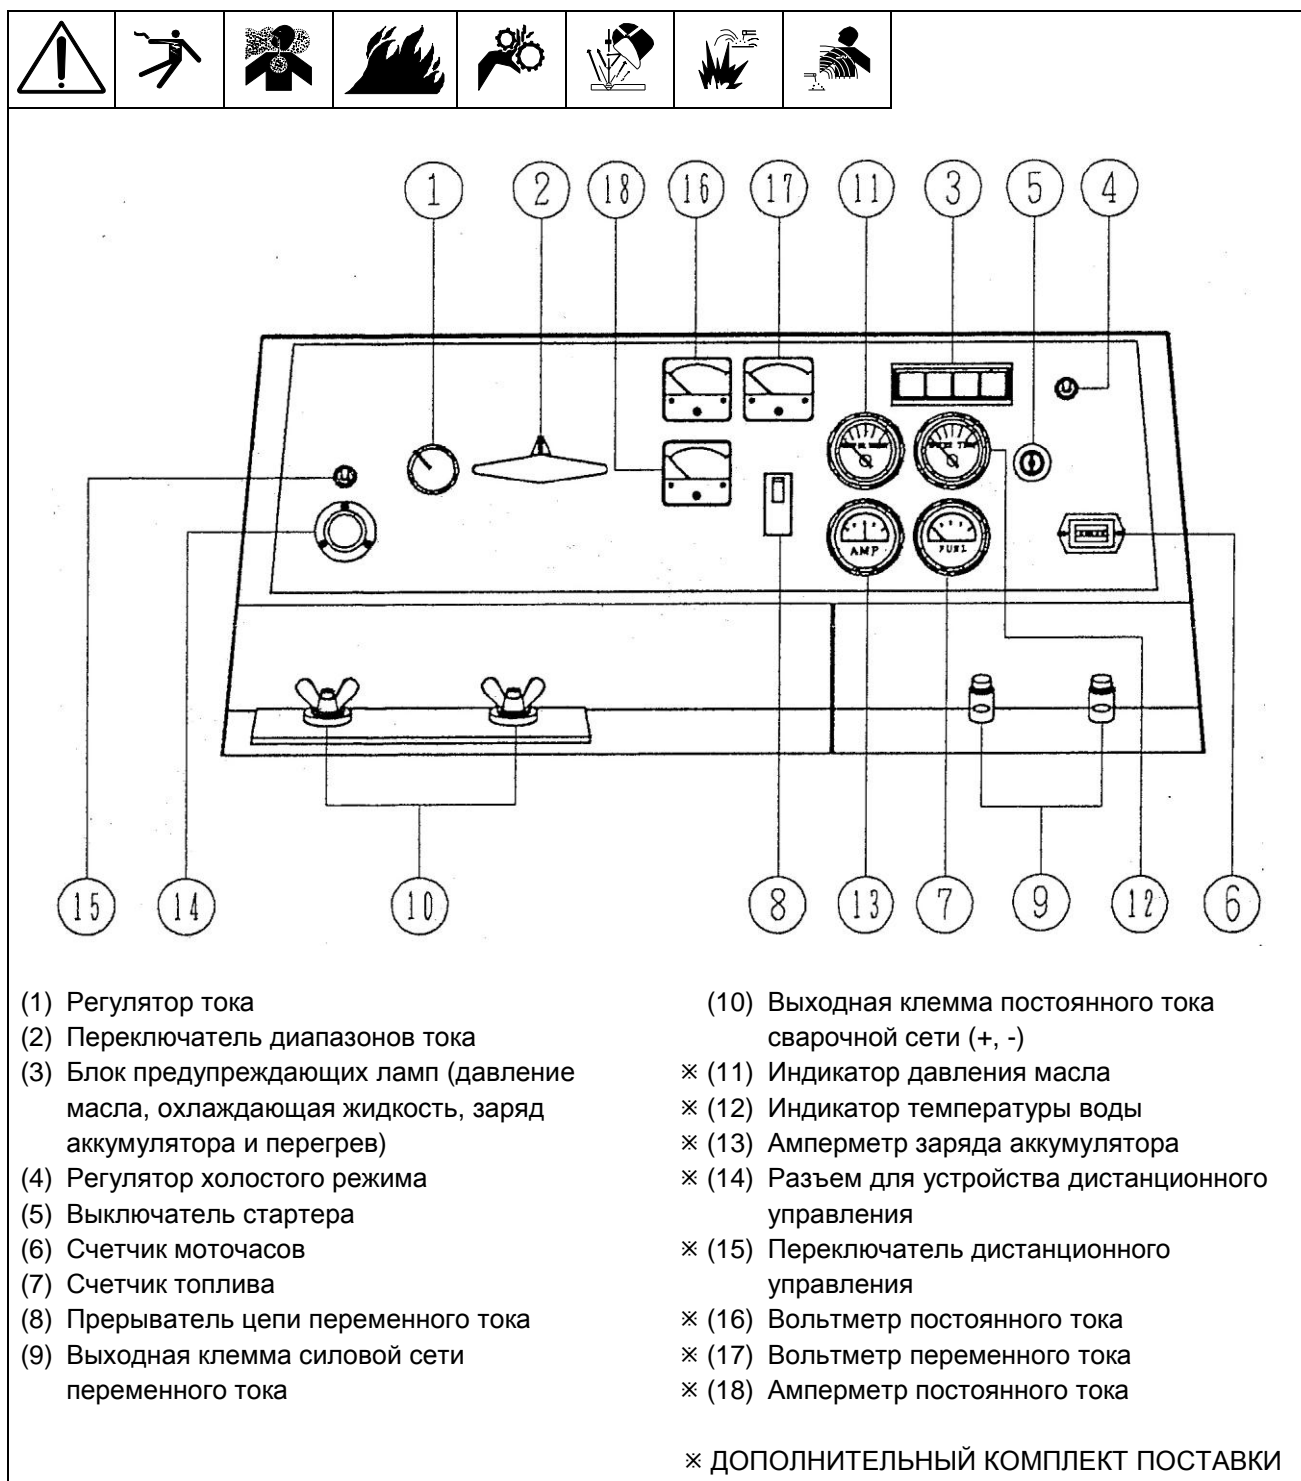 1 2 18 16 17 11 3 5 4
AMP FUEL
15 14 10 8 13 7 9 12 6
(1) Регулятор тока
(2) Переключатель диапазонов тока
(3) Блок предупреждающих ламп (давление
масла, охлаждающая жидкость, заряд
аккумулятора и перегрев)
(4) Регулятор холостого режима
(5) Выключатель стартера
(6) Счетчик моточасов
(7) Счетчик топлива
(8) Прерыватель цепи переменного тока
(9) Выходная клемма силовой сети
переменного тока
(10) Выходная клемма постоянного тока
сварочной сети (+, -)
※ (11) Индикатор давления масла
※ (12) Индикатор температуры воды
※ (13) Амперметр заряда аккумулятора
※ (14) Разъем для устройства дистанционного
управления
※ (15) Переключатель дистанционного
управления
※ (16) Вольтметр постоянного тока
※ (17) Вольтметр переменного тока
※ (18) Амперметр постоянного тока
※ ДОПОЛНИТЕЛЬНЫЙ КОМПЛЕКТ ПОСТАВКИ